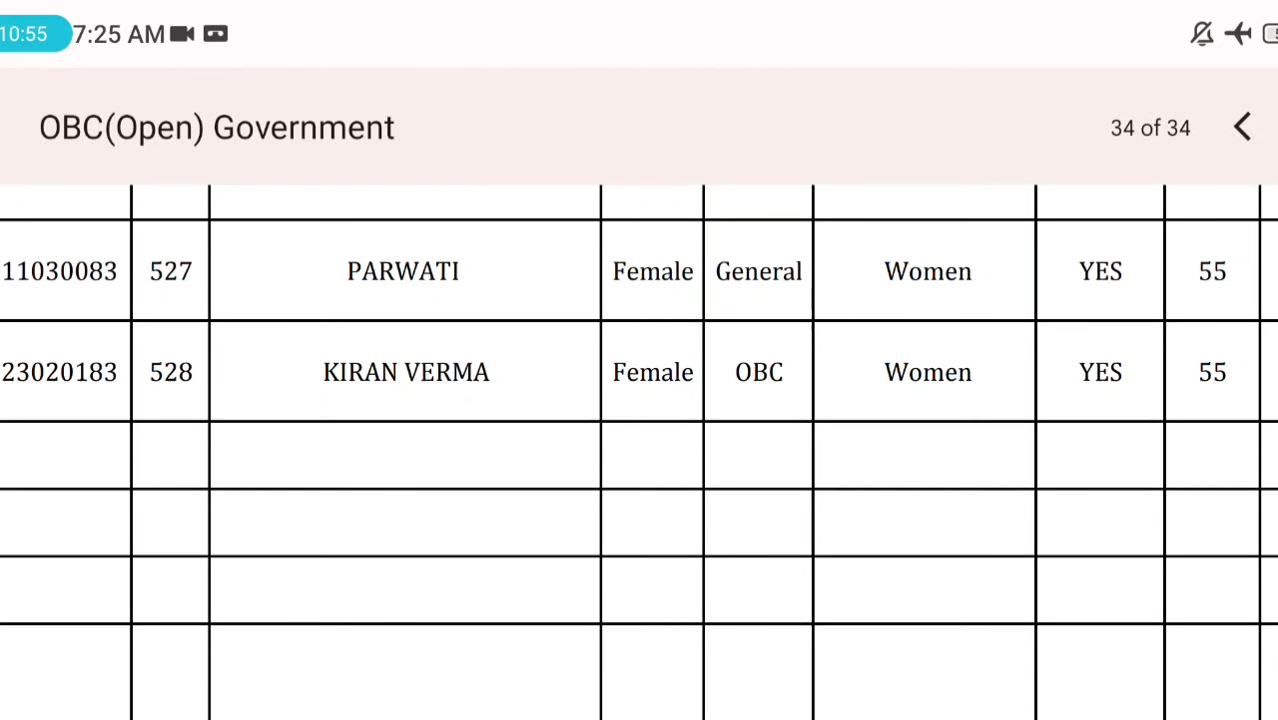 10:55 7:25 AM
OBC(Open) Government 34 of 34
11030083 527 PARWATI Female General Women YES 55
23020183 528 KIRAN VERMA Female OBC Women YES 55